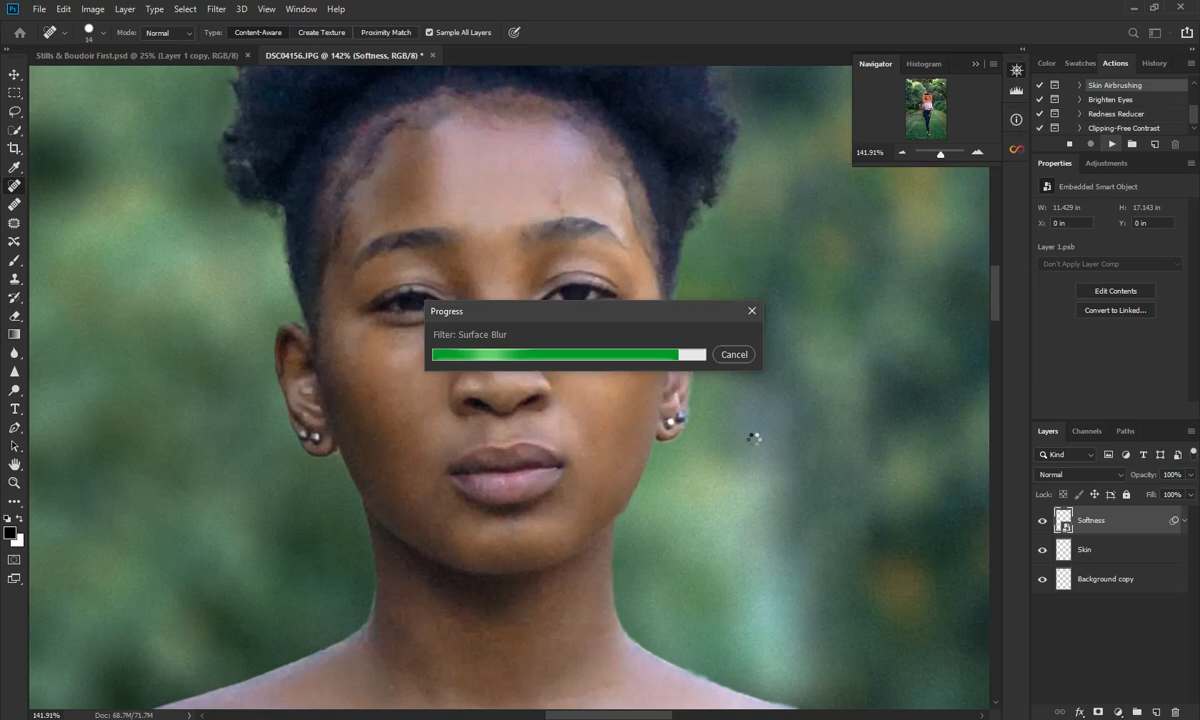 Ps File Edit Image Layer Type Select Filter 3D View Window Help
14 Mode: Normal Type: Content-Aware Create Texture Proximity Match Sample All Layers
Stills & Boudoir First.psd @ 25% (Layer 1 copy, RGB/8) × DSC04156.JPG @ 142% (Softness, RGB/8) * ×
Navigator Histogram
141.91%
Color Swatches Actions History
Skin Airbrushing
Brighten Eyes
Redness Reducer
Clipping-Free Contrast
Properties Adjustments
Embedded Smart Object
W: 11.429 in H: 17.143 in
X: 0 in Y: 0 in
Layer 1.psb
Don't Apply Layer Comp
Edit Contents
Convert to Linked...
Progress
Filter: Surface Blur
Cancel
Layers Channels Paths
Kind
Normal Opacity: 100%
Lock: Fill: 100%
Softness
Skin
Background copy
141.91% Doc: 68.7M/71.7M